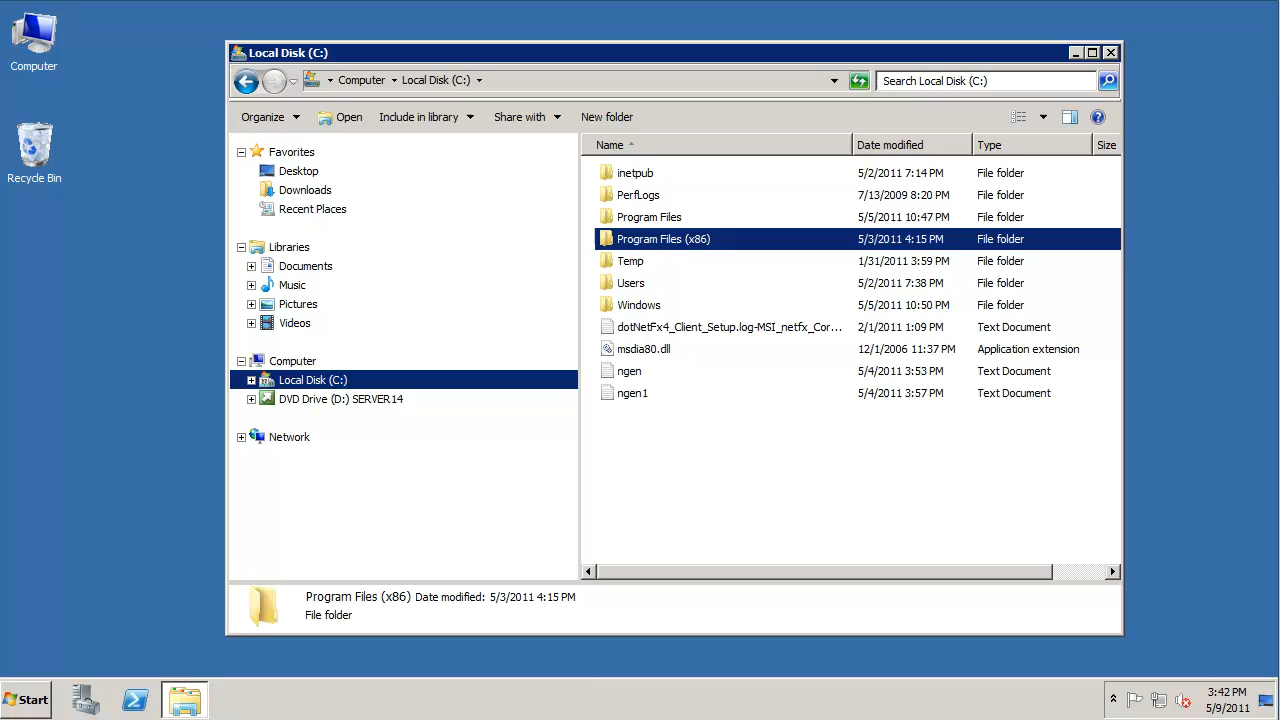 Computer
Recycle Bin
Local Disk (C:)
Computer Local Disk (C:)
Search Local Disk (C:)
Organize Open Include in library Share with New folder
Favorites
Desktop
Downloads
Recent Places
Libraries
Documents
Music
Pictures
Videos
Computer
Local Disk (C:)
DVD Drive (D:) SERVER14
Network
Name Date modified Type Size
inetpub 5/2/2011 7:14 PM File folder
PerfLogs 7/13/2009 8:20 PM File folder
Program Files 5/5/2011 10:47 PM File folder
Program Files (x86) 5/3/2011 4:15 PM File folder
Temp 1/31/2011 3:59 PM File folder
Users 5/2/2011 7:38 PM File folder
Windows 5/5/2011 10:50 PM File folder
dotNetFx4_Client_Setup.log-MSI_netfx_Cor... 2/1/2011 1:09 PM Text Document
msdia80.dll 12/1/2006 11:37 PM Application extension
ngen 5/4/2011 3:53 PM Text Document
ngen1 5/4/2011 3:57 PM Text Document
Program Files (x86) Date modified: 5/3/2011 4:15 PM
File folder
Start
3:42 PM
5/9/2011